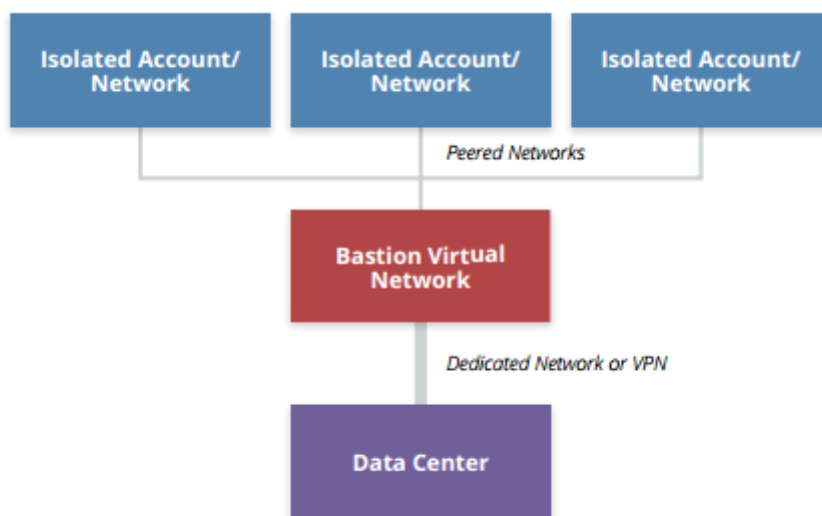 Isolated Account/
Network
Isolated Account/
Network
Isolated Account/
Network
Peered Networks
Bastion Virtual
Network
Dedicated Network or VPN
Data Center